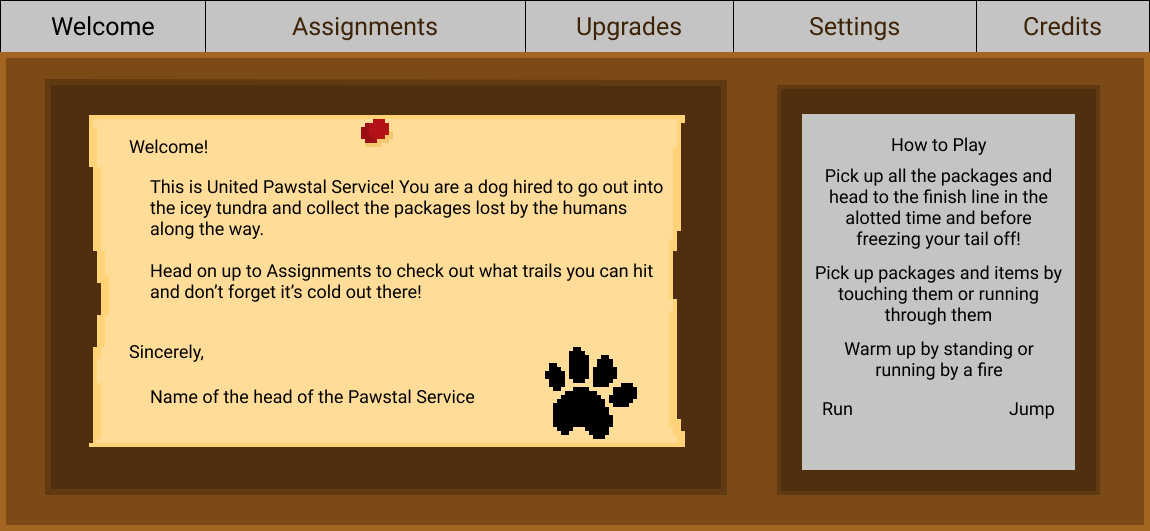 Welcome
Assignments
Upgrades
Settings
Credits
Welcome!
This is United Pawstal Service! You are a dog hired to go out into
the icey tundra and collect the packages lost by the humans
along the way.
Head on up to Assignments to check out what trails you can hit
and don’t forget it’s cold out there!
Sincerely,
Name of the head of the Pawstal Service
How to Play
Pick up all the packages and
head to the finish line in the
alotted time and before
freezing your tail off!
Pick up packages and items by
touching them or running
through them
Warm up by standing or
running by a fire
Run
Jump